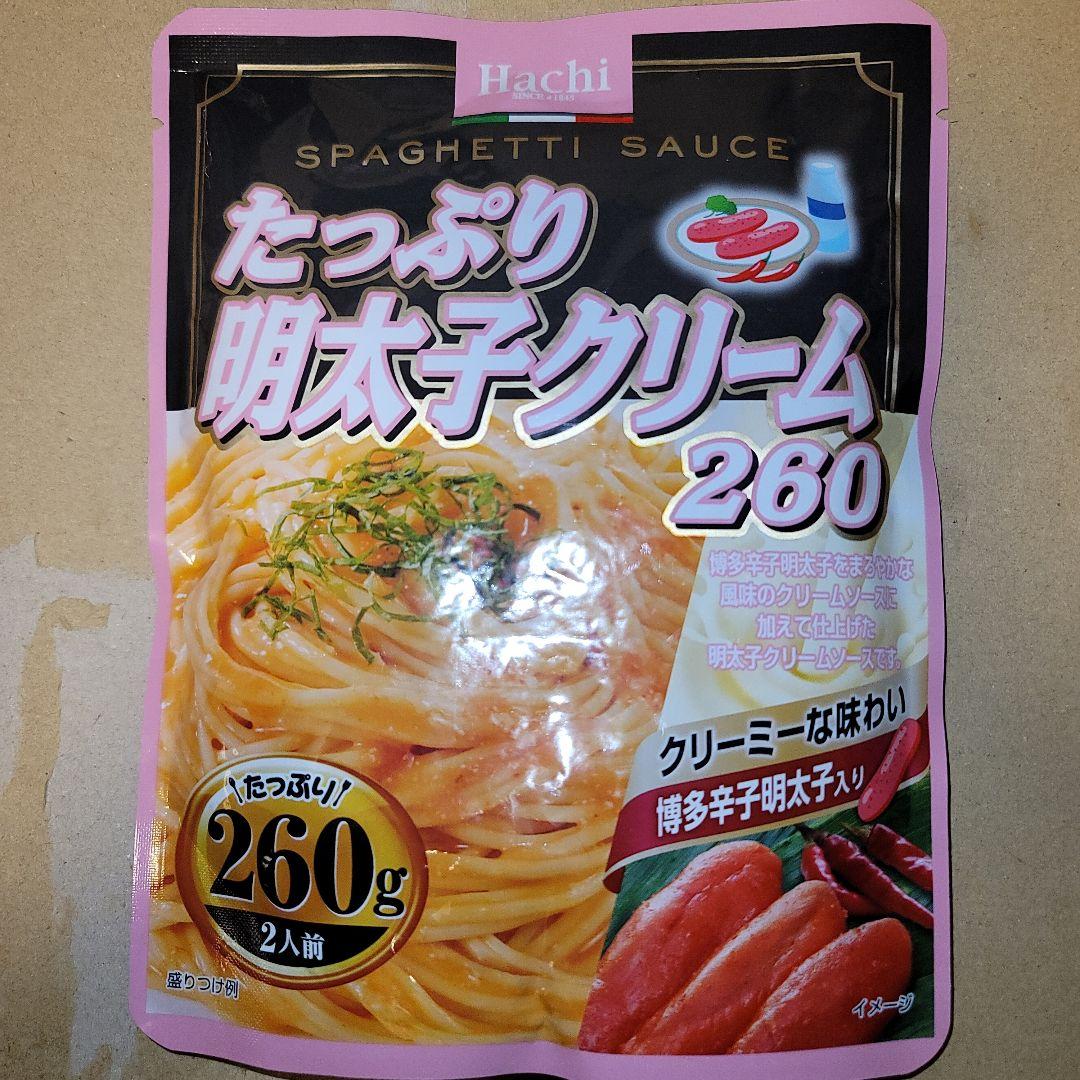 Hachi
SINCE 1845
SPAGHETTI SAUCE
たっぷり
明太子クリーム
260
博多辛子明太子をまろやかな
風味のクリームソースに
加えて仕上げた
明太子クリームソースです。
クリーミーな味わい
博多辛子明太子入り
たっぷり
260g
2人前
盛りつけ例
イメージ